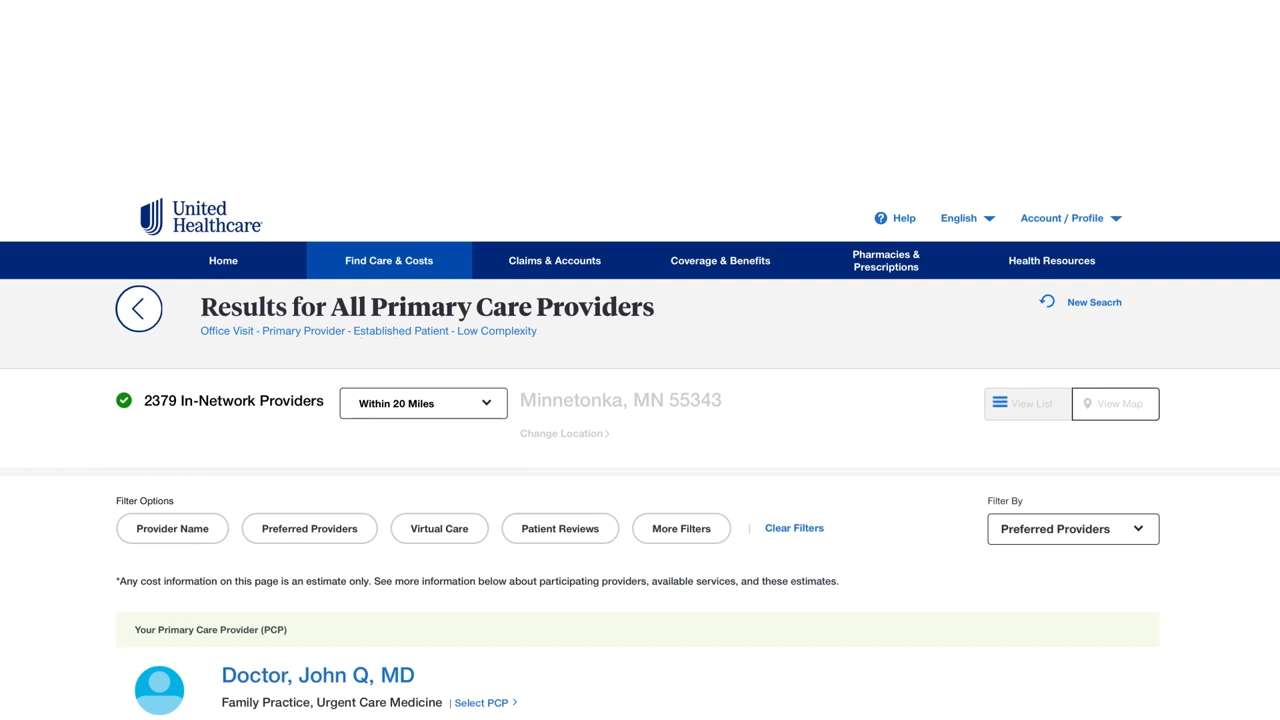 United
Healthcare
Help English Account / Profile
Home Find Care & Costs Claims & Accounts Coverage & Benefits Pharmacies & Prescriptions Health Resources
Results for All Primary Care Providers
New Seacrh
Office Visit - Primary Provider - Established Patient - Low Complexity
2379 In-Network Providers Within 20 Miles Minnetonka, MN 55343 View List View Map
Change Location
Filter Options Filter By
Provider Name Preferred Providers Virtual Care Patient Reviews More Filters | Clear Filters Preferred Providers
*Any cost information on this page is an estimate only. See more information below about participating providers, available services, and these estimates.
Your Primary Care Provider (PCP)
Doctor, John Q, MD
Family Practice, Urgent Care Medicine | Select PCP